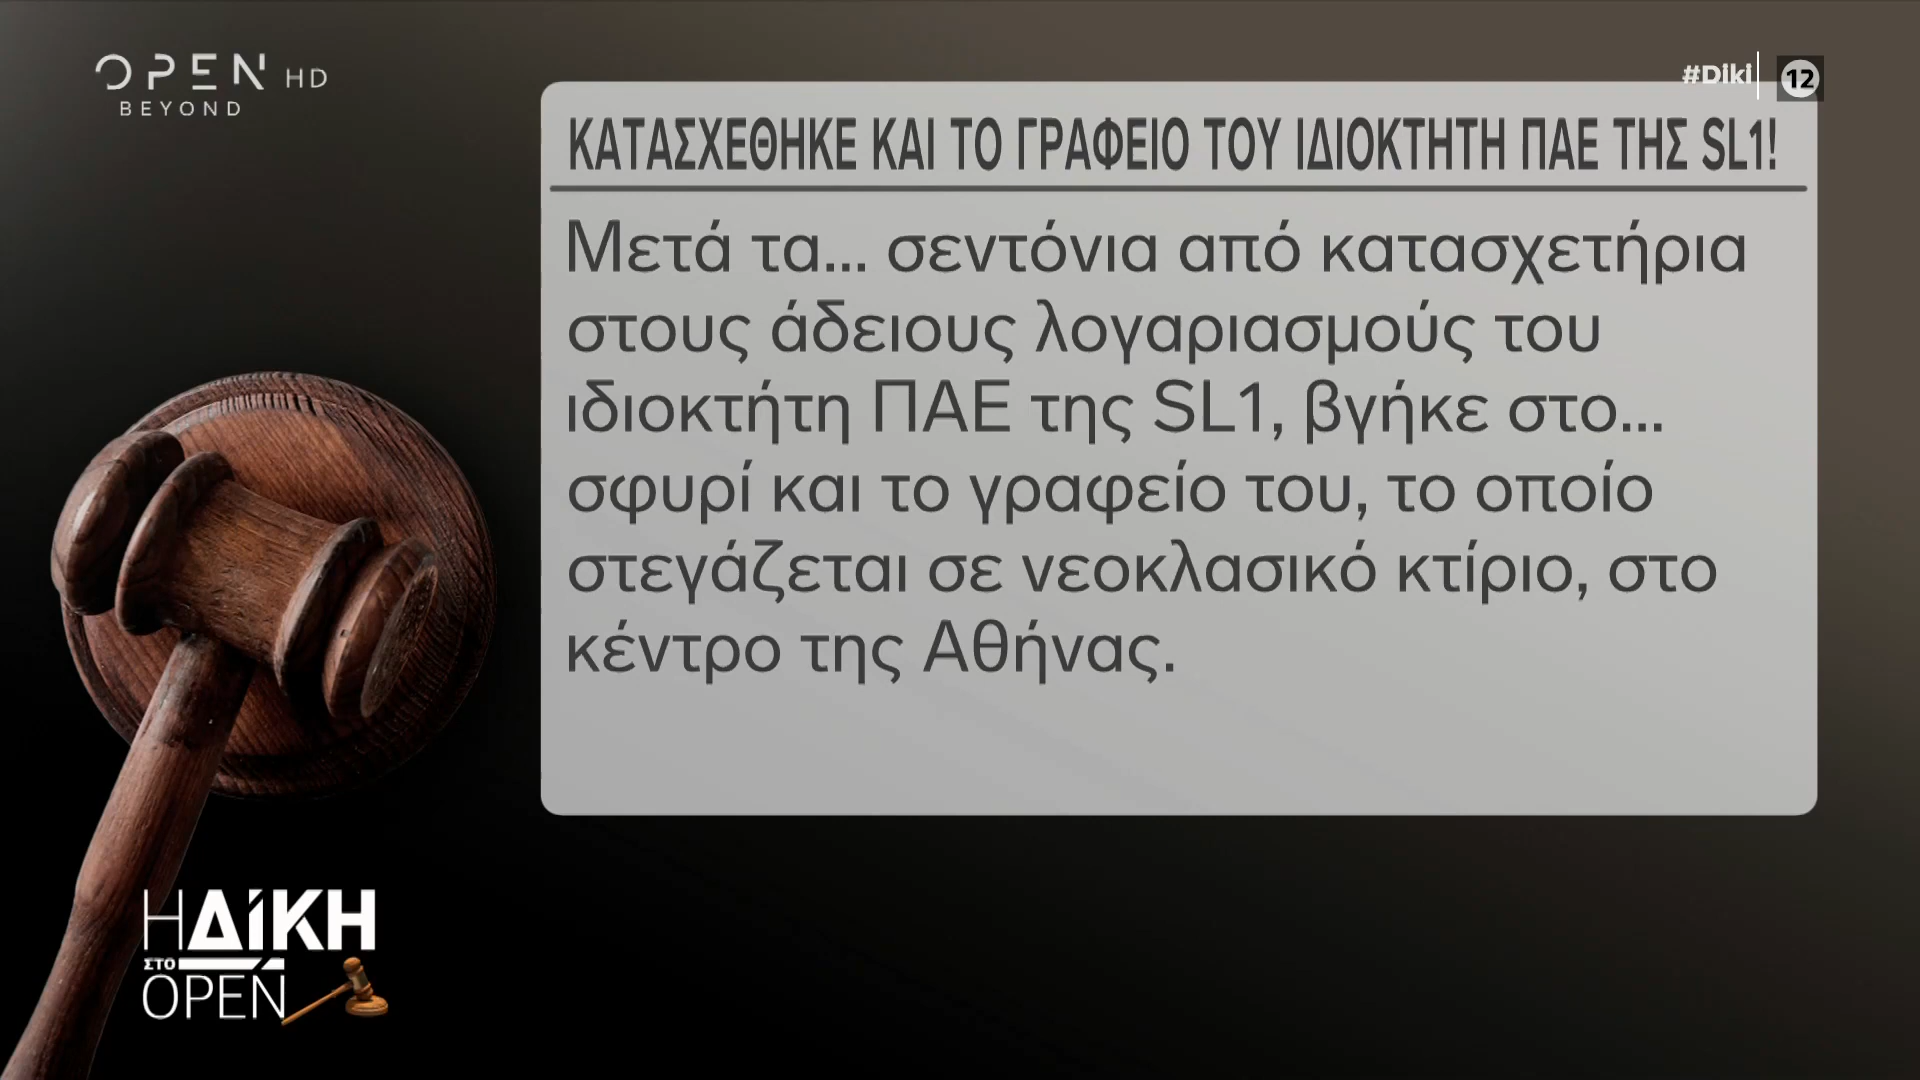 OPEN HD
BEYOND
#Diki
12
ΚΑΤΑΣΧΕΘΗΚΕ ΚΑΙ ΤΟ ΓΡΑΦΕΙΟ ΤΟΥ ΙΔΙΟΚΤΗΤΗ ΠΑΕ ΤΗΣ SL1!
Μετά τα... σεντόνια από κατασχετήρια
στους άδειους λογαριασμούς του
ιδιοκτήτη ΠΑΕ της SL1, βγήκε στο...
σφυρί και το γραφείο του, το οποίο
στεγάζεται σε νεοκλασικό κτίριο, στο
κέντρο της Αθήνας.
Η ΔίΚΗ
ΣΤΟ
OPEN